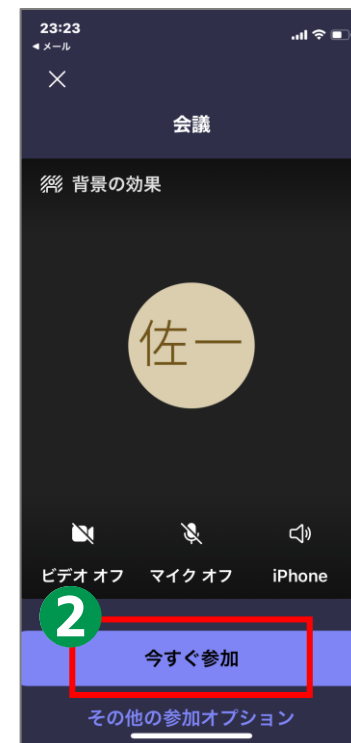 23:23
◀ メール
会議
背景の効果
佐一
ビデオ オフ マイク オフ iPhone
2
今すぐ参加
その他の参加オプション